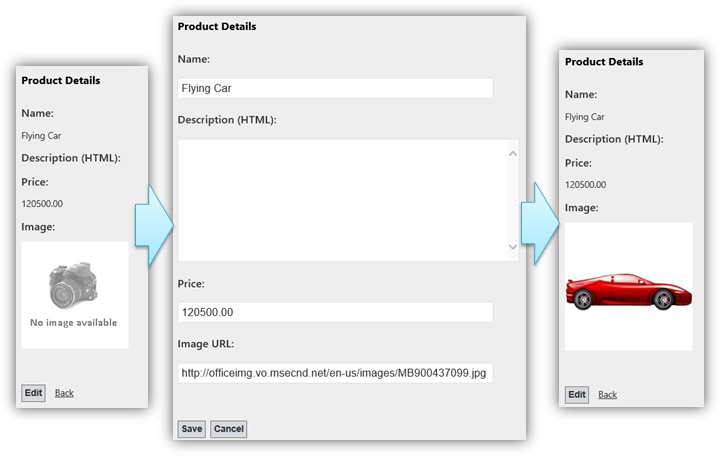 Product Details
Name:
Flying Car
Description (HTML):
Price:
120500.00
Image:
No image available
Edit Back
Product Details
Name:
Flying Car
Description (HTML):
Price:
120500.00
Image URL:
http://officeimg.vo.msecnd.net/en-us/images/MB900437099.jpg
Save Cancel
Product Details
Name:
Flying Car
Description (HTML):
Price:
120500.00
Image:
Edit Back